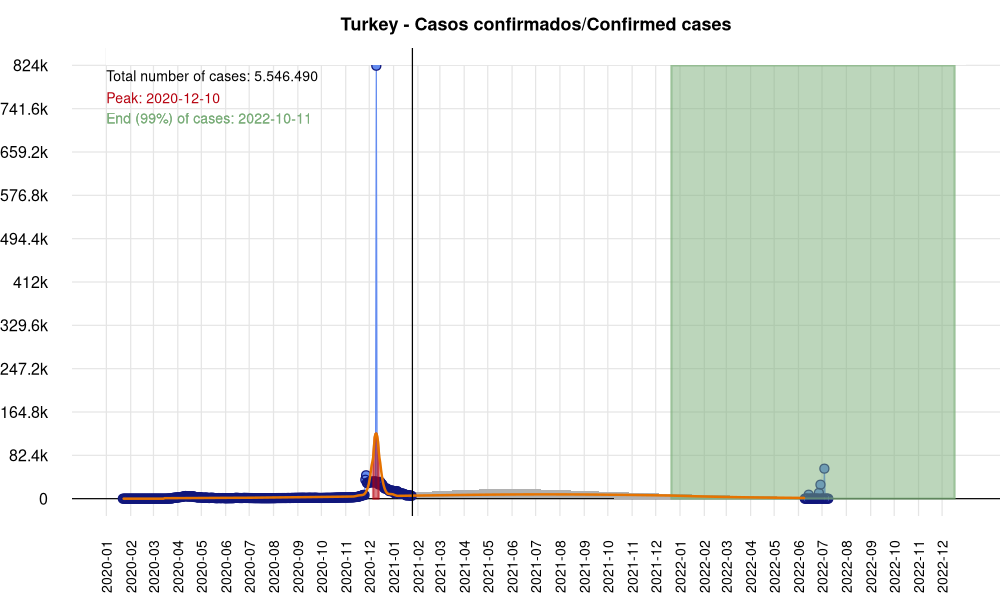 Turkey - Casos confirmados/Confirmed cases
Total number of cases: 5.546.490
Peak: 2020-12-10
End (99%) of cases: 2022-10-11
824k
741.6k
659.2k
576.8k
494.4k
412k
329.6k
247.2k
164.8k
82.4k
0
2020-01
2020-02
2020-03
2020-04
2020-05
2020-06
2020-07
2020-08
2020-09
2020-10
2020-11
2020-12
2021-01
2021-02
2021-03
2021-04
2021-05
2021-06
2021-07
2021-08
2021-09
2021-10
2021-11
2021-12
2022-01
2022-02
2022-03
2022-04
2022-05
2022-06
2022-07
2022-08
2022-09
2022-10
2022-11
2022-12